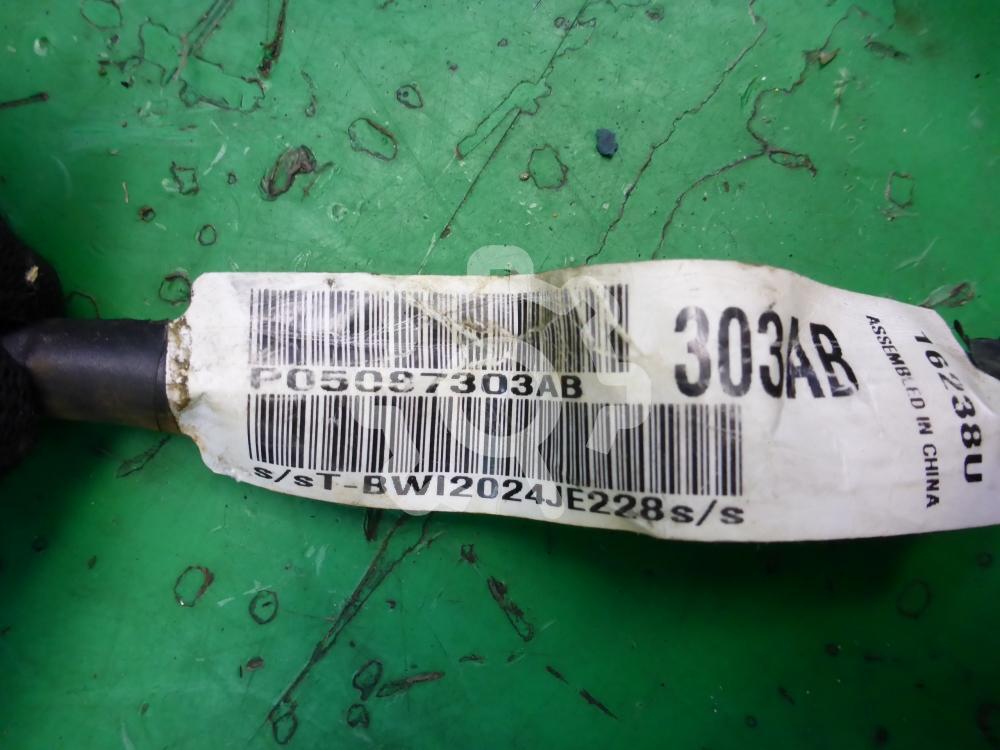 P05097303AB
303AB
s/sT-BWI2024JE228s/s
16238U
ASSEMBLED IN CHINA